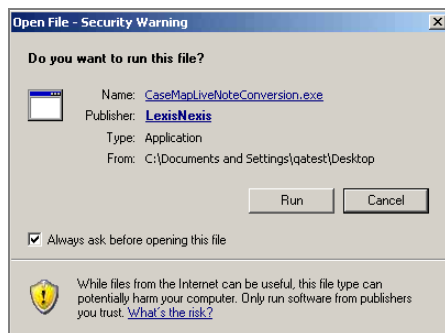 Open File - Security Warning
Do you want to run this file?
Name: CaseMapLiveNoteConversion.exe
Publisher: LexisNexis
Type: Application
From: C:\Documents and Settings\qatest\Desktop
Run Cancel
Always ask before opening this file
While files from the Internet can be useful, this file type can
potentially harm your computer. Only run software from publishers
you trust. What's the risk?